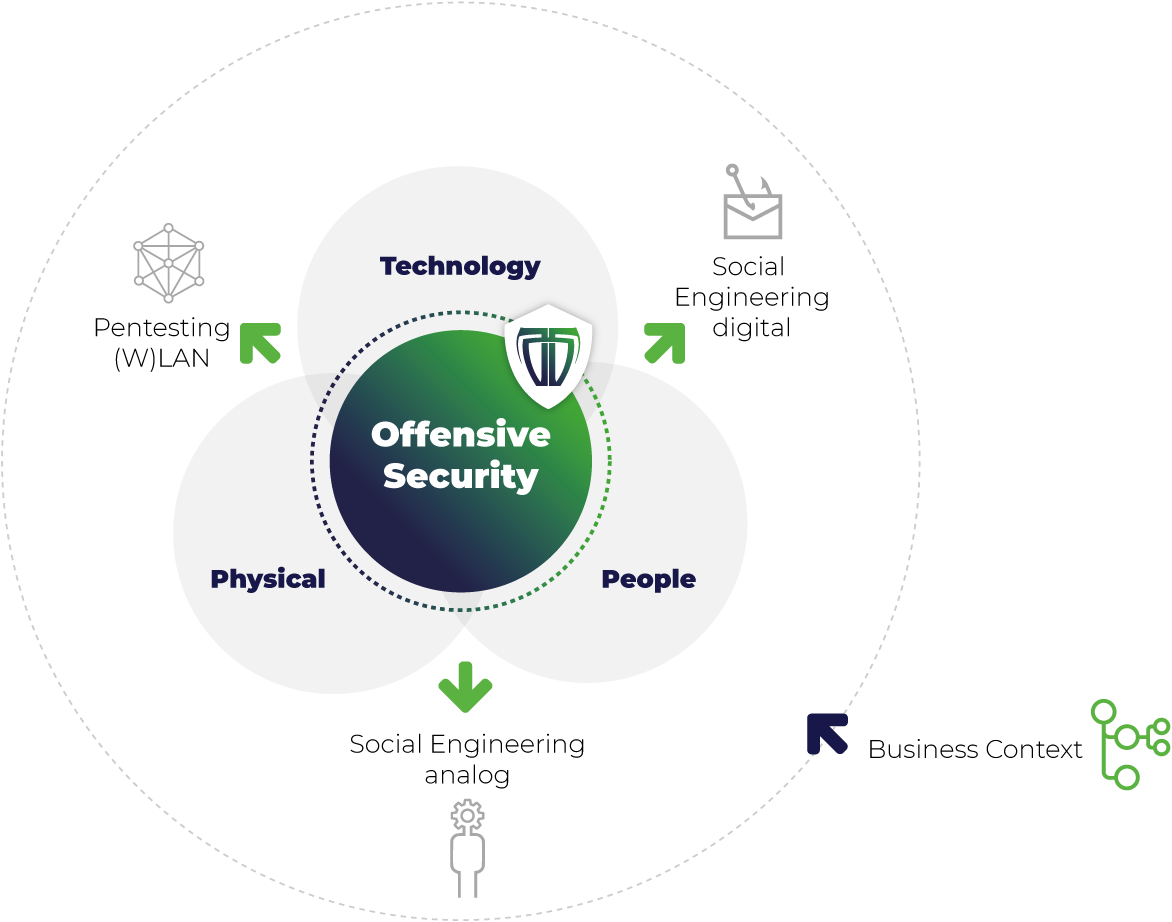 Technology
Social
Engineering
digital
Pentesting
(W)LAN
Offensive
Security
Physical
People
Social Engineering
analog
Business Context